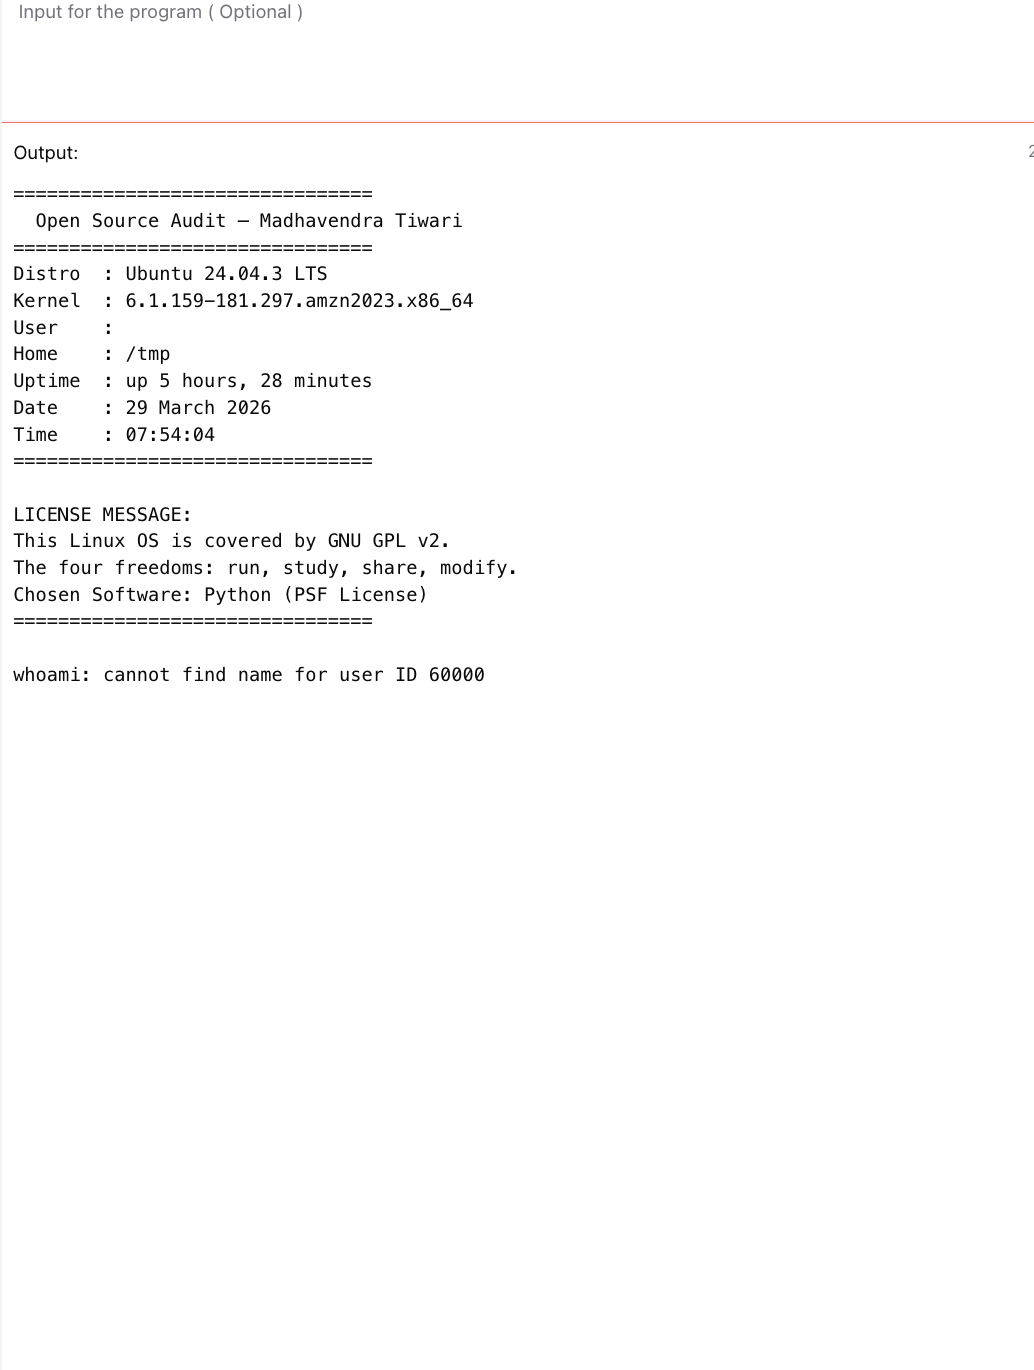 Input for the program ( Optional )
Output:
================================
  Open Source Audit — Madhavendra Tiwari
================================
Distro  : Ubuntu 24.04.3 LTS
Kernel  : 6.1.159-181.297.amzn2023.x86_64
User    :
Home    : /tmp
Uptime  : up 5 hours, 28 minutes
Date    : 29 March 2026
Time    : 07:54:04
================================
LICENSE MESSAGE:
This Linux OS is covered by GNU GPL v2.
The four freedoms: run, study, share, modify.
Chosen Software: Python (PSF License)
================================
whoami: cannot find name for user ID 60000